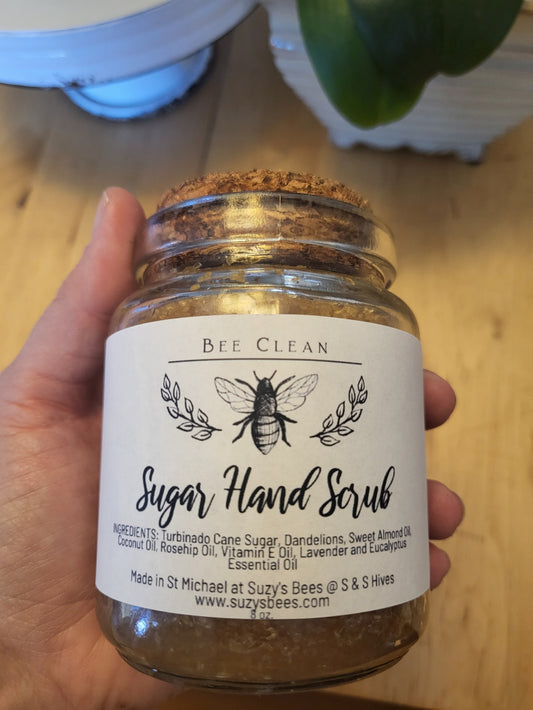 BEE CLEAN
Sugar Hand Scrub
INGREDIENTS: Turbinado Cane Sugar, Dandelions, Sweet Almond Oil,
Coconut Oil, Rosehip Oil, Vitamin E Oil, Lavender and Eucalyptus
Essential Oil
Made in St Michael at Suzy's Bees @ S & S Hives
www.suzysbees.com
8 oz.